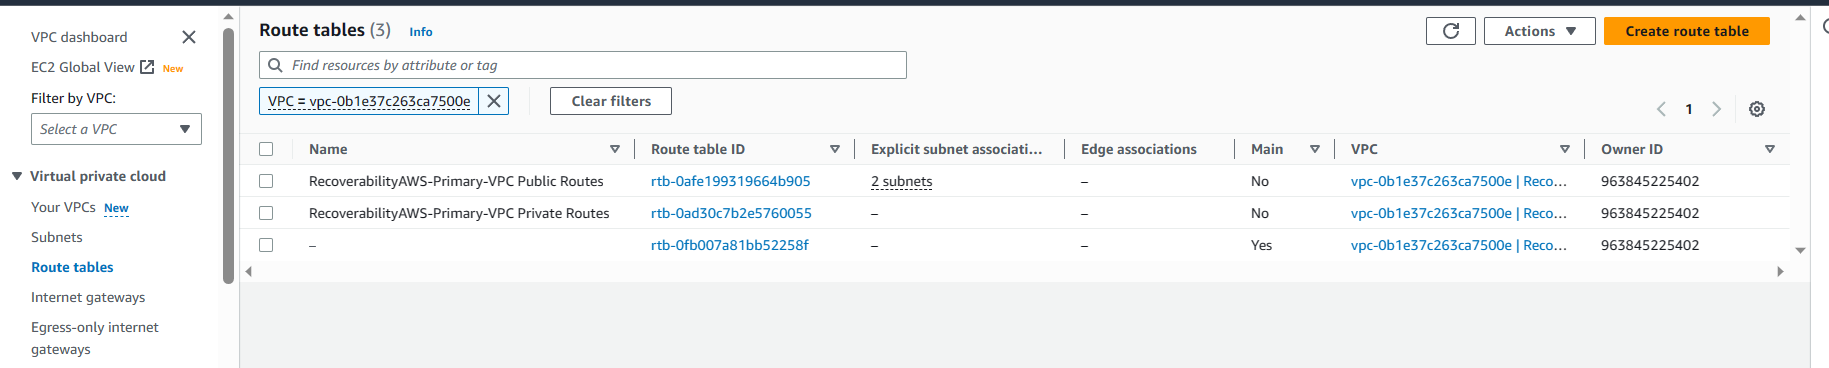 VPC dashboard
EC2 Global View New
Filter by VPC:
Select a VPC
Virtual private cloud
Your VPCs New
Subnets
Route tables
Internet gateways
Egress-only internet
gateways
Route tables (3) Info
Actions
Create route table
Find resources by attribute or tag
VPC = vpc-0b1e37c263ca7500e
Clear filters
1
Name Route table ID Explicit subnet associati... Edge associations Main VPC Owner ID
RecoverabilityAWS-Primary-VPC Public Routes rtb-0afe199319664b905 2 subnets – No vpc-0b1e37c263ca7500e | Reco... 963845225402
RecoverabilityAWS-Primary-VPC Private Routes rtb-0ad30c7b2e5760055 – – No vpc-0b1e37c263ca7500e | Reco... 963845225402
– rtb-0fb007a81bb52258f – – Yes vpc-0b1e37c263ca7500e | Reco... 963845225402